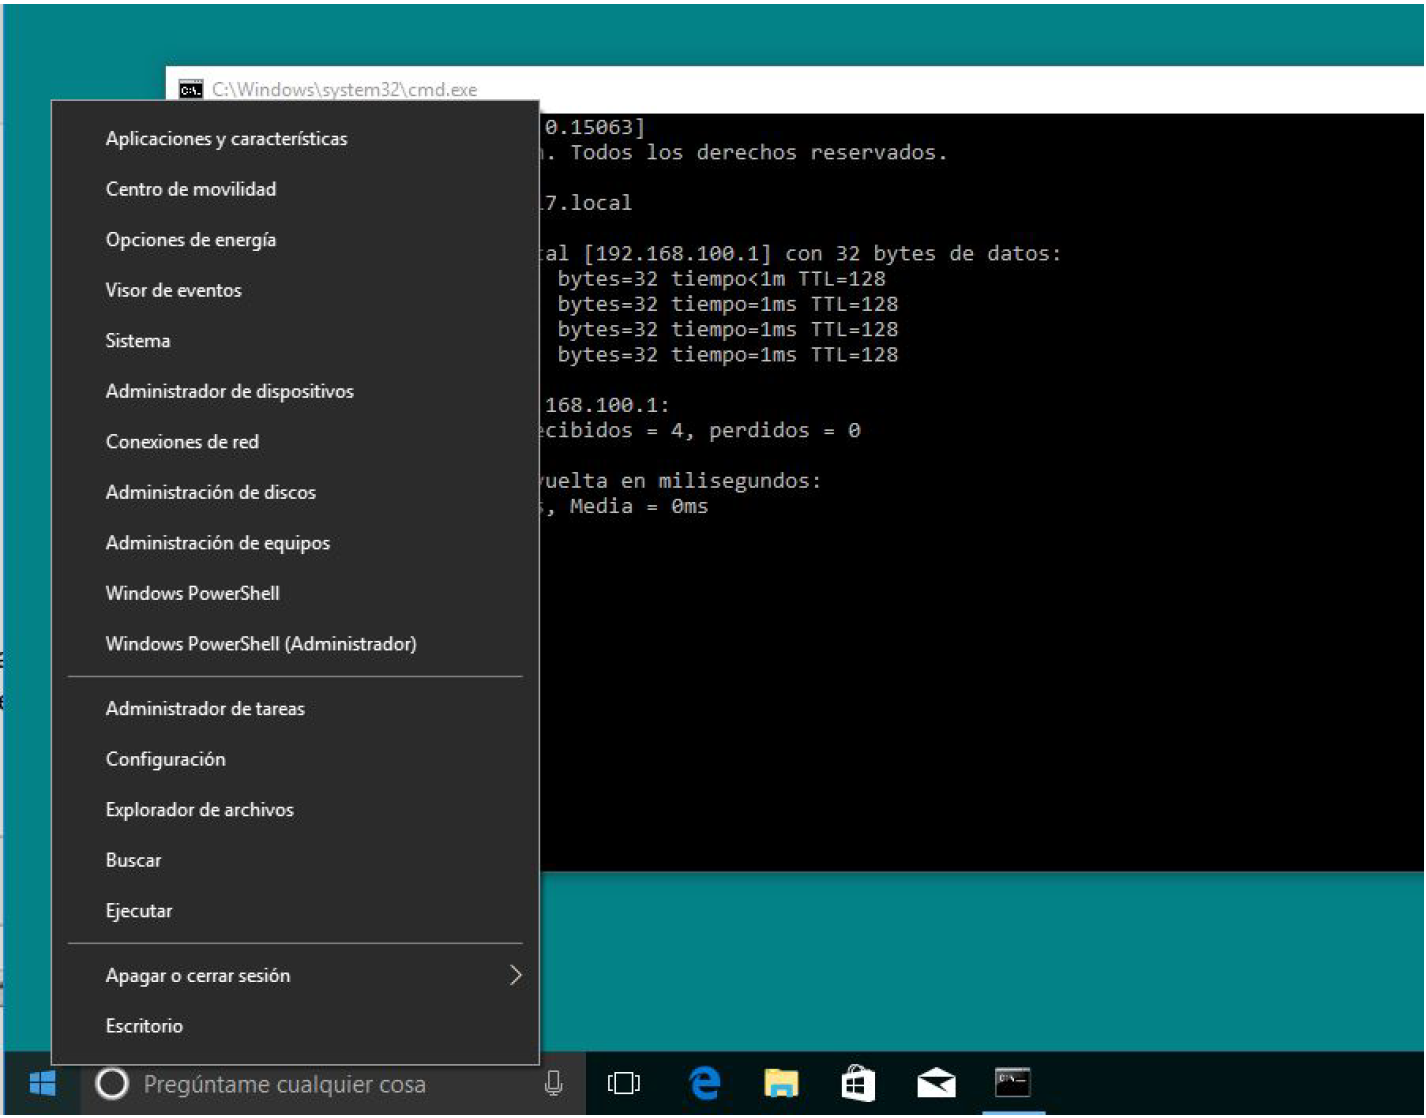 C:\Windows\system32\cmd.exe
0.15063]
. Todos los derechos reservados.
7.local
al [192.168.100.1] con 32 bytes de datos:
bytes=32 tiempo<1m TTL=128
bytes=32 tiempo=1ms TTL=128
bytes=32 tiempo=1ms TTL=128
bytes=32 tiempo=1ms TTL=128
168.100.1:
ecibidos = 4, perdidos = 0
vuelta en milisegundos:
, Media = 0ms
Aplicaciones y características
Centro de movilidad
Opciones de energía
Visor de eventos
Sistema
Administrador de dispositivos
Conexiones de red
Administración de discos
Administración de equipos
Windows PowerShell
Windows PowerShell (Administrador)
Administrador de tareas
Configuración
Explorador de archivos
Buscar
Ejecutar
Apagar o cerrar sesión
Escritorio
Pregúntame cualquier cosa